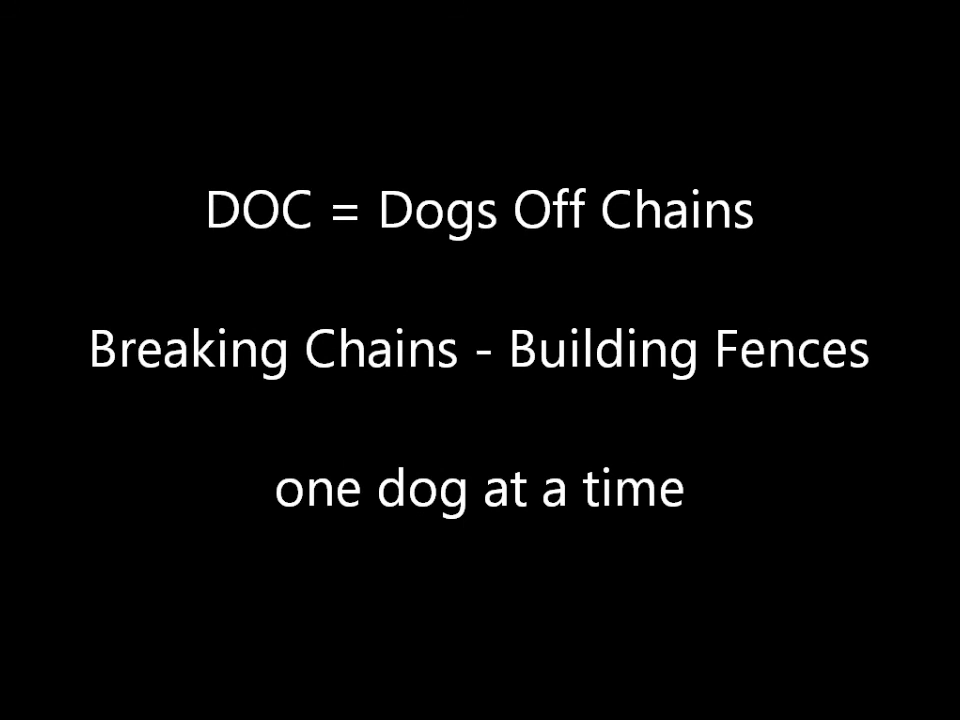 DOC = Dogs Off Chains
Breaking Chains - Building Fences
one dog at a time